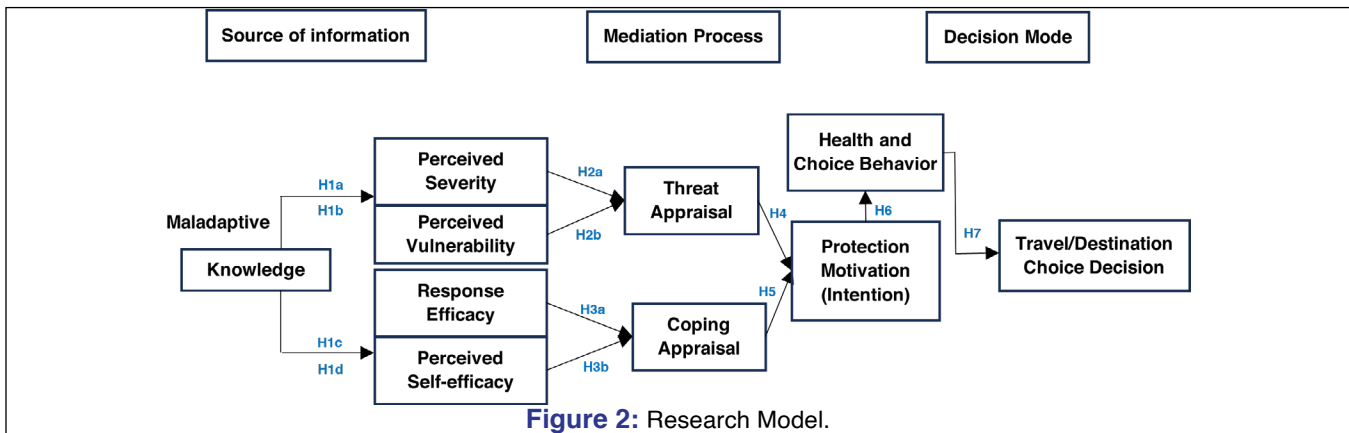 Source of information
Mediation Process
Decision Mode
Maladaptive
Knowledge
H1a
H1b
H1c
H1d
Perceived
Severity
Perceived
Vulnerability
Response
Efficacy
Perceived
Self-efficacy
H2a
H2b
H3a
H3b
Threat
Appraisal
Coping
Appraisal
H4
H5
Health and
Choice Behavior
H6
Protection
Motivation
(Intention)
H7
Travel/Destination
Choice Decision
Figure 2: Research Model.